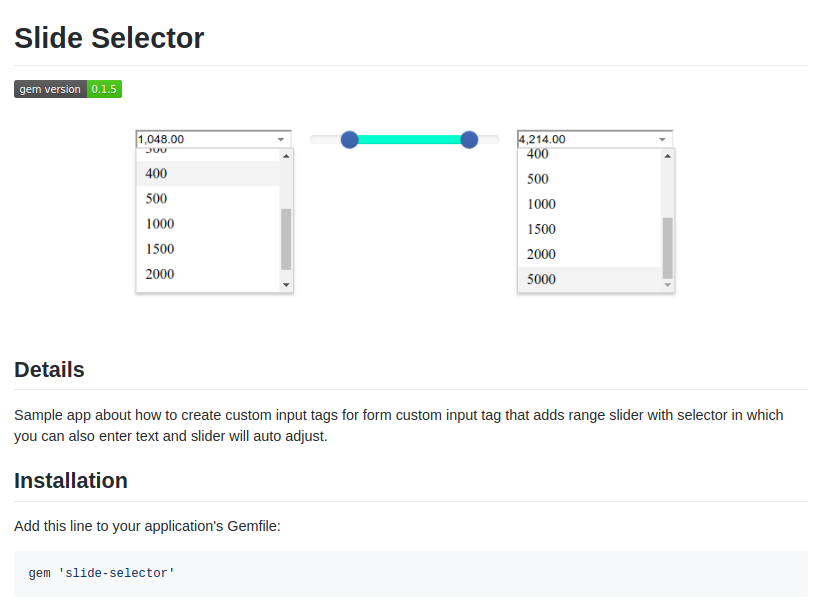 Slide Selector
gem version 0.1.5
1,048.00
400
500
1000
1500
2000
4,214.00
400
500
1000
1500
2000
5000
Details
Sample app about how to create custom input tags for form custom input tag that adds range slider with selector in which
you can also enter text and slider will auto adjust.
Installation
Add this line to your application's Gemfile:
gem 'slide-selector'